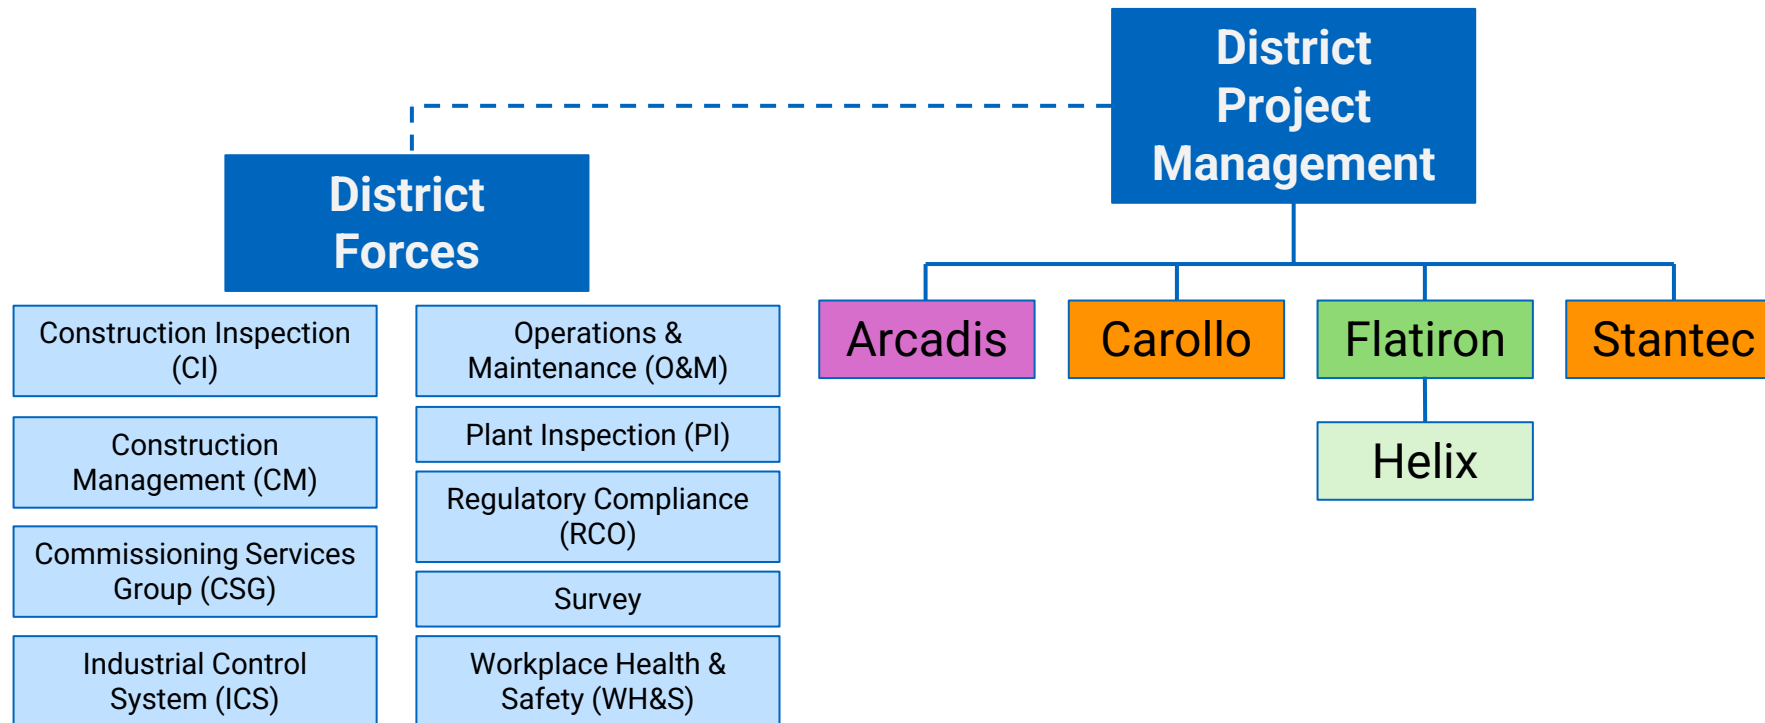 District
Project
Management
District
Forces
Construction Inspection
(CI)
Construction
Management (CM)
Commissioning Services
Group (CSG)
Industrial Control
System (ICS)
Operations &
Maintenance (O&M)
Plant Inspection (PI)
Regulatory Compliance
(RCO)
Survey
Workplace Health &
Safety (WH&S)
Arcadis
Carollo
Flatiron
Stantec
Helix